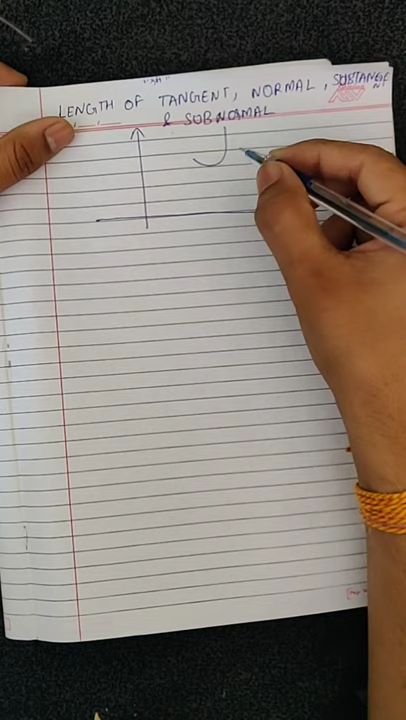 LENGTH OF TANGENT, NORMAL, SUBTANGENT
& SUBNORMAL